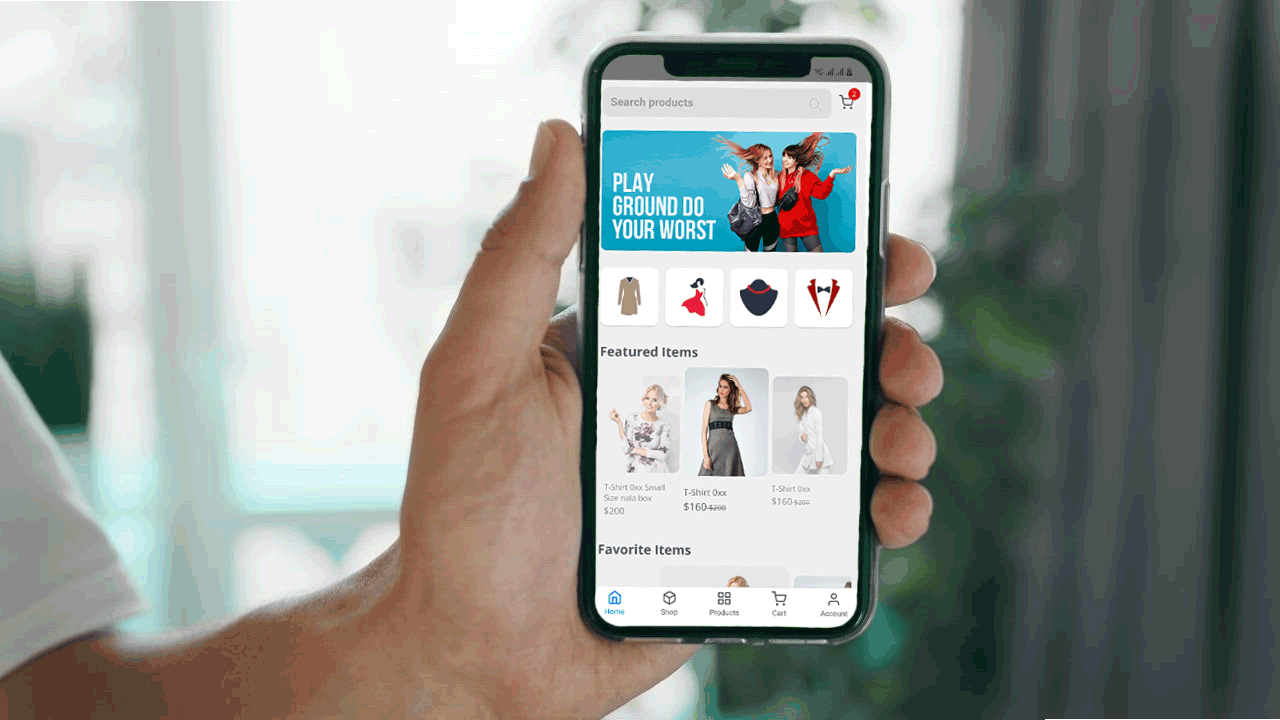 Search products
2
PLAY
GROUND DO
YOUR WORST
Featured Items
T-Shirt 0xx Small
Size nala box
$200
T-Shirt 0xx
$160 $200
T-Shirt 0xx
$160 $200
Favorite Items
Home
Shop
Products
Cart
Account